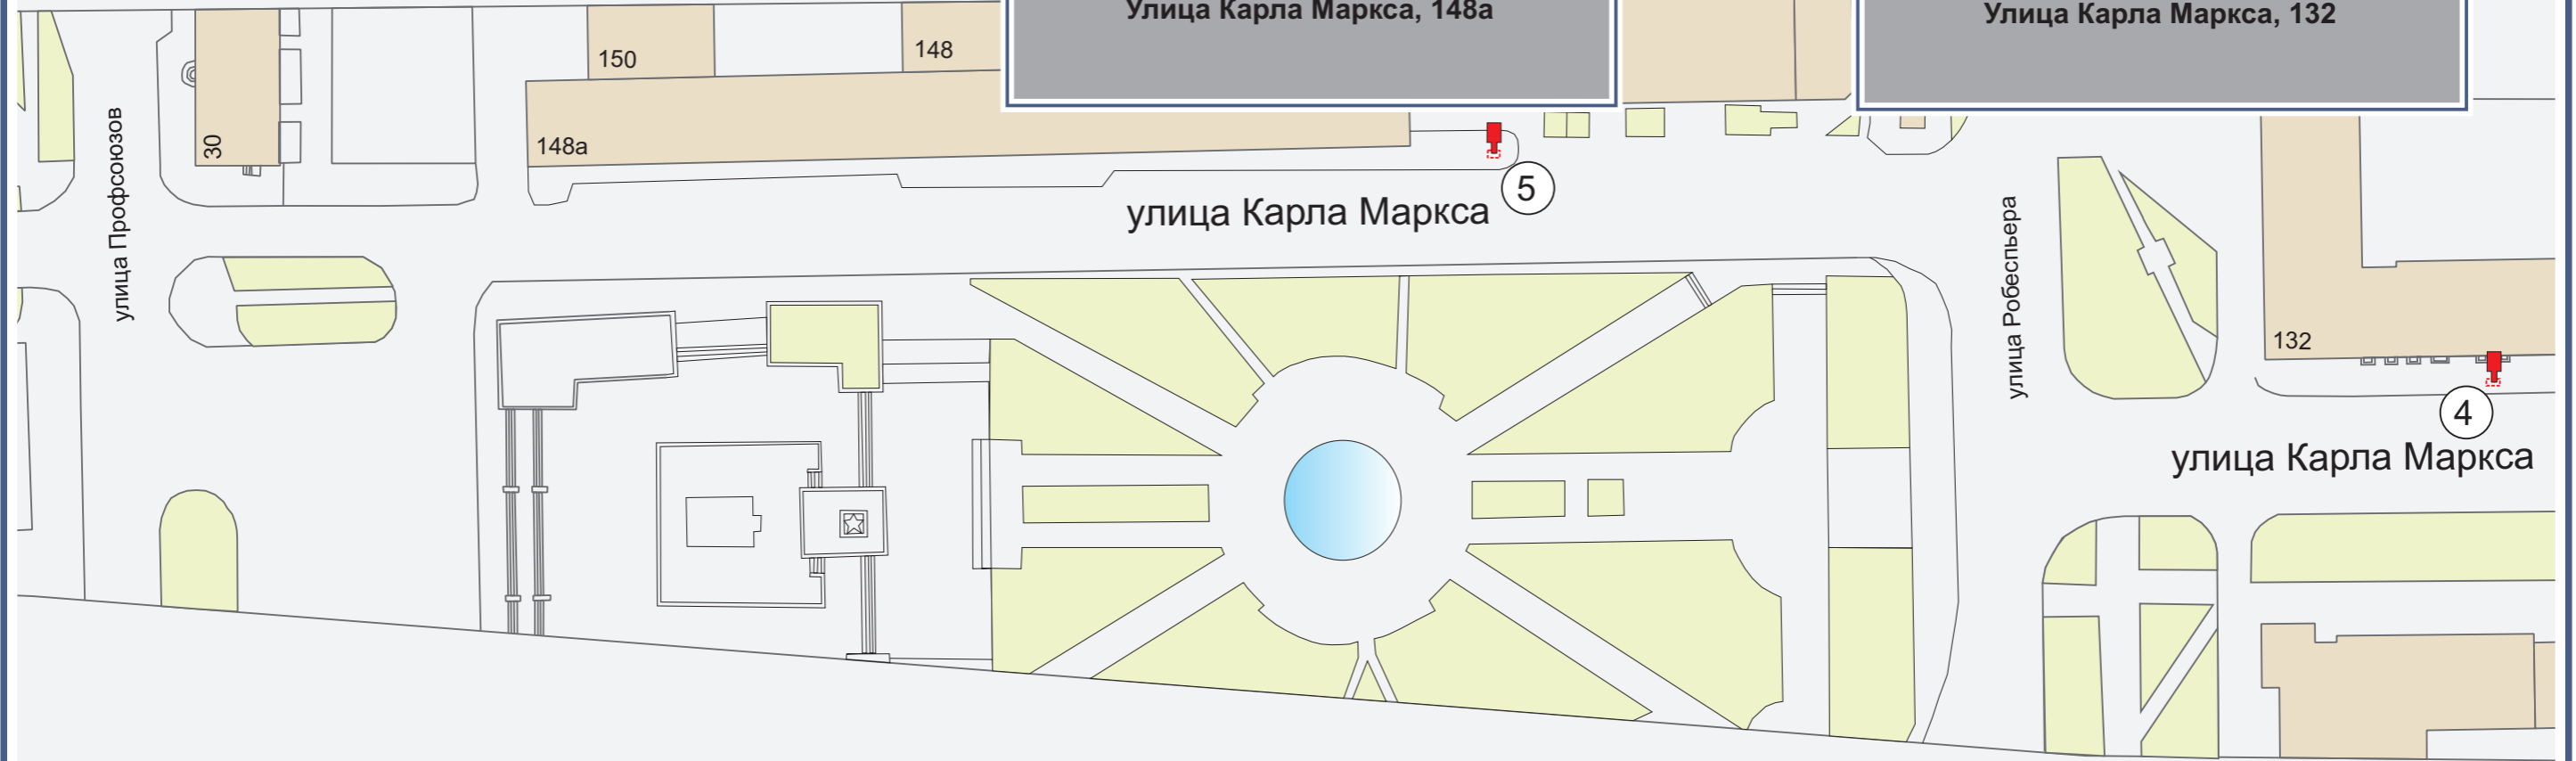 Улица Карла Маркса, 148а
Улица Карла Маркса, 132
150
148
30
148а
улица Профсоюзов
5
улица Карла Маркса
улица Робеспьера
132
4
улица Карла Маркса